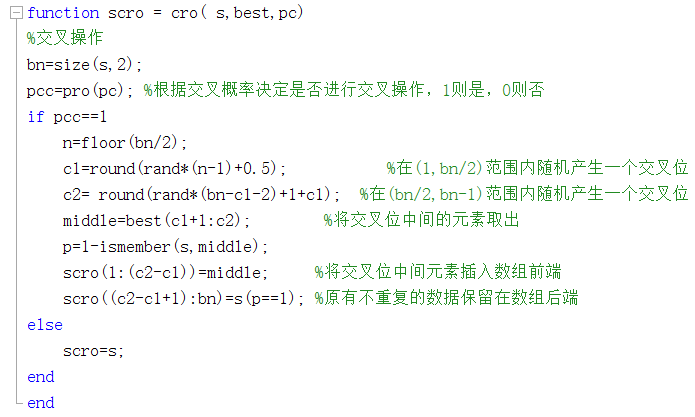 function scro = cro( s,best,pc)
%交叉操作
bn=size(s,2);
pcc=pro(pc); %根据交叉概率决定是否进行交叉操作，1则是，0则否
if pcc==1
    n=floor(bn/2);
    c1=round(rand*(n-1)+0.5);            %在(1,bn/2)范围内随机产生一个交叉位
    c2= round(rand*(bn-c1-2)+1+c1);  %在(bn/2,bn-1)范围内随机产生一个交叉位
    middle=best(c1+1:c2);         %将交叉位中间的元素取出
    p=1-ismember(s,middle);
    scro(1:(c2-c1))=middle;     %将交叉位中间元素插入数组前端
    scro((c2-c1+1):bn)=s(p==1); %原有不重复的数据保留在数组后端
else
    scro=s;
end
end